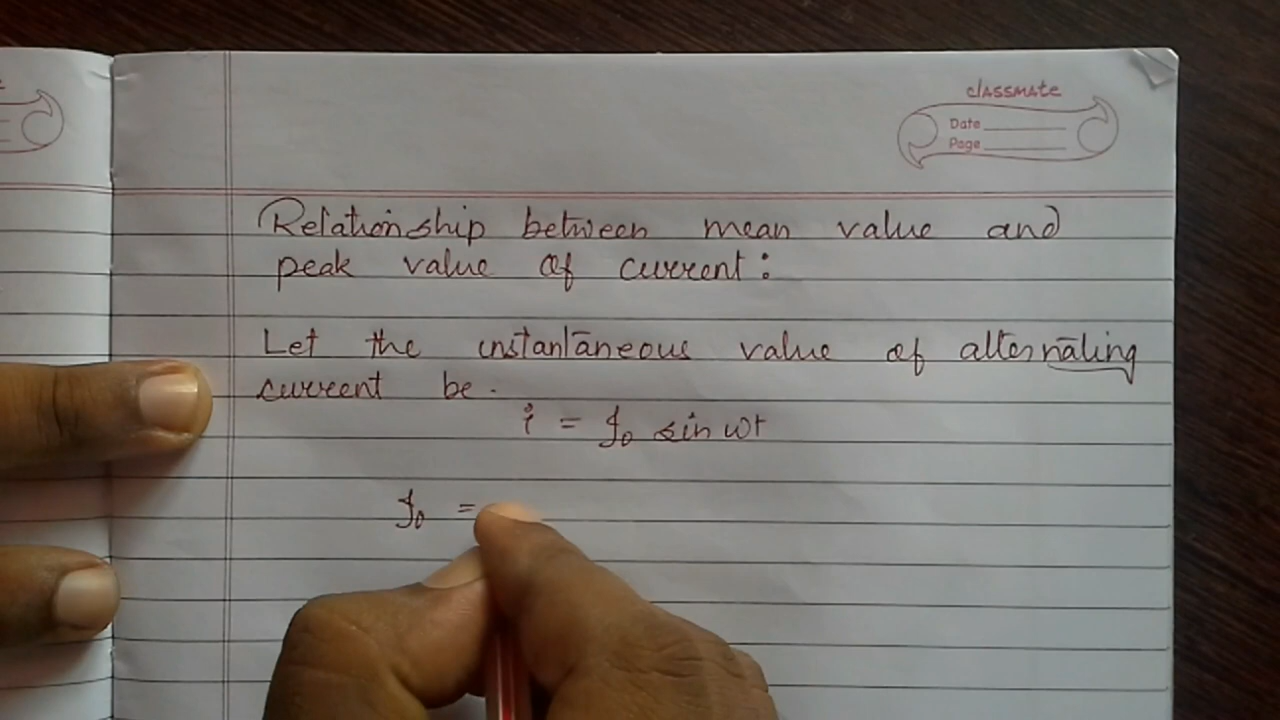 classmate
Date
Page
Relationship between mean value and
peak value of current :
Let the instantaneous value of alternating
current be .
i = I₀ sin ωt
I₀ =